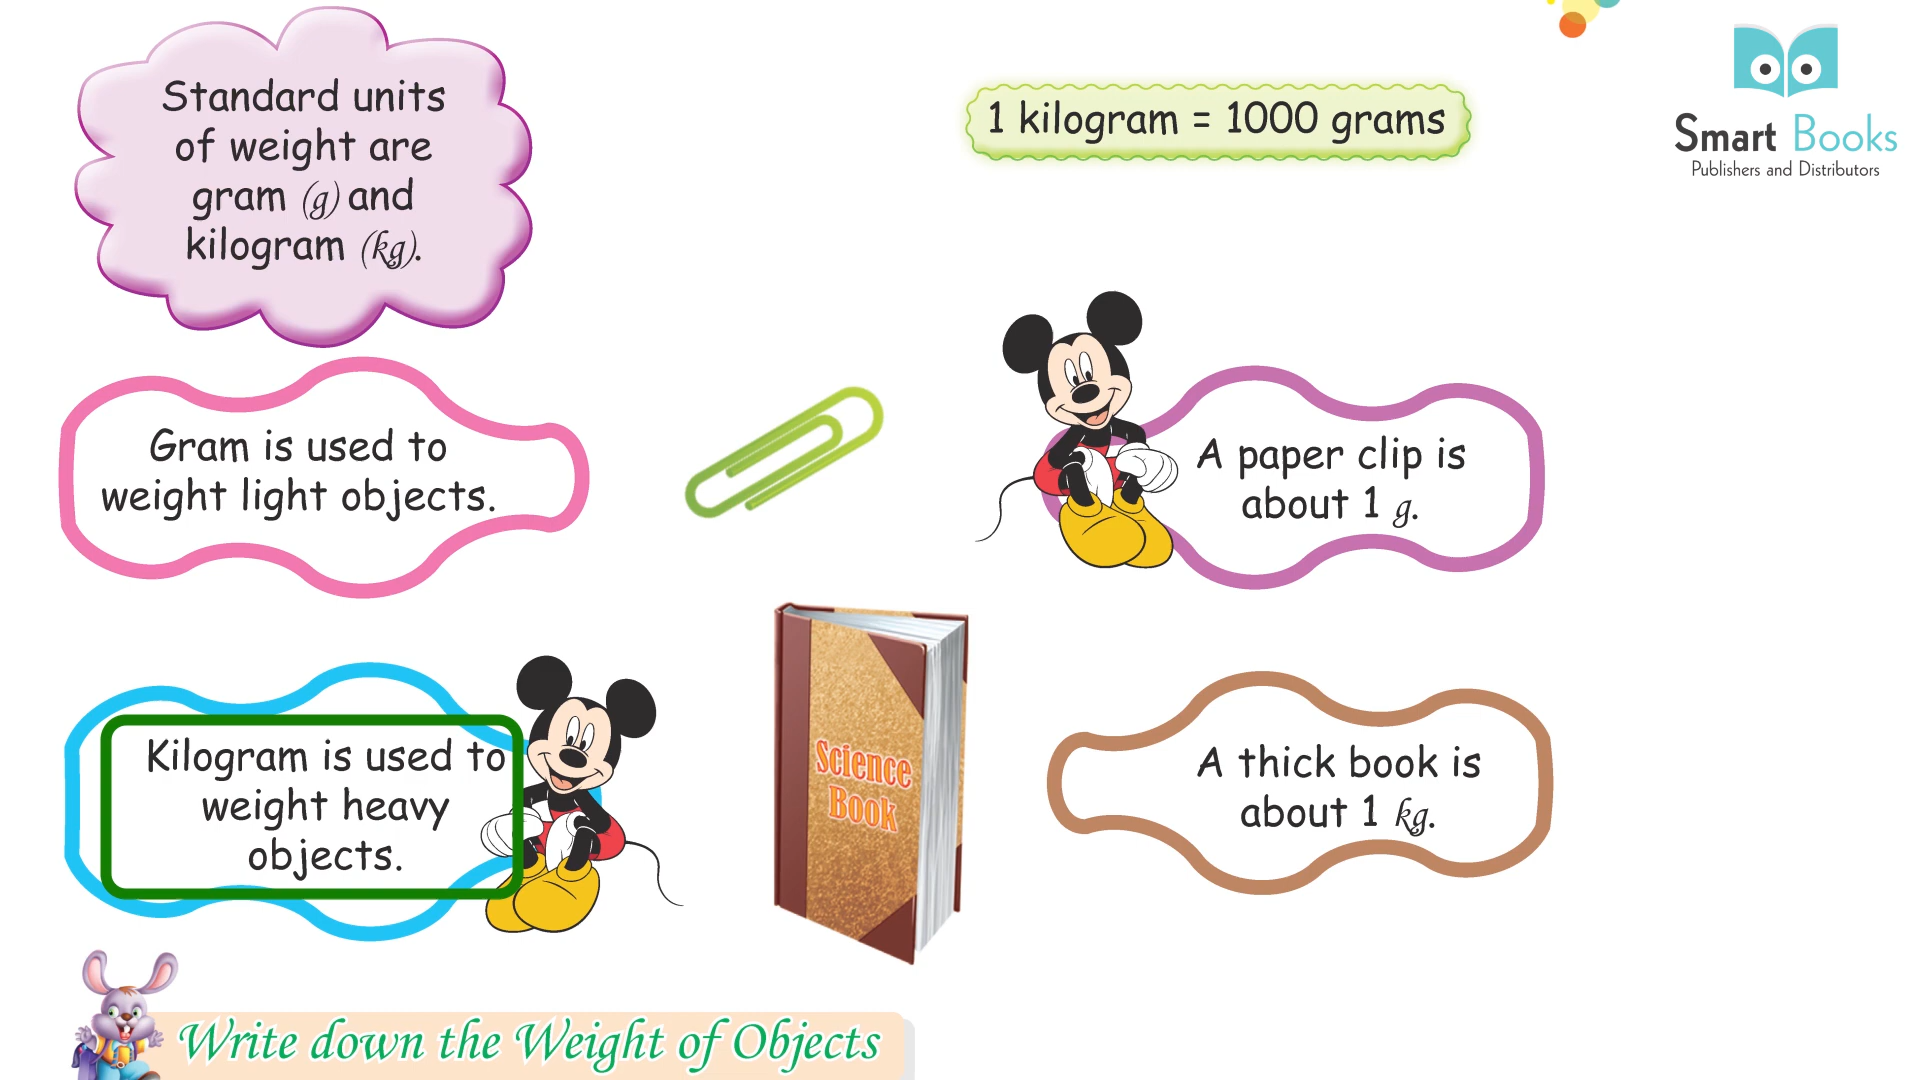 Standard units
of weight are
gram (g) and
kilogram (kg).
1 kilogram = 1000 grams
Smart Books
Publishers and Distributors
Gram is used to
weight light objects.
A paper clip is
about 1 g.
Kilogram is used to
weight heavy
objects.
Science
Book
A thick book is
about 1 kg.
Write down the Weight of Objects